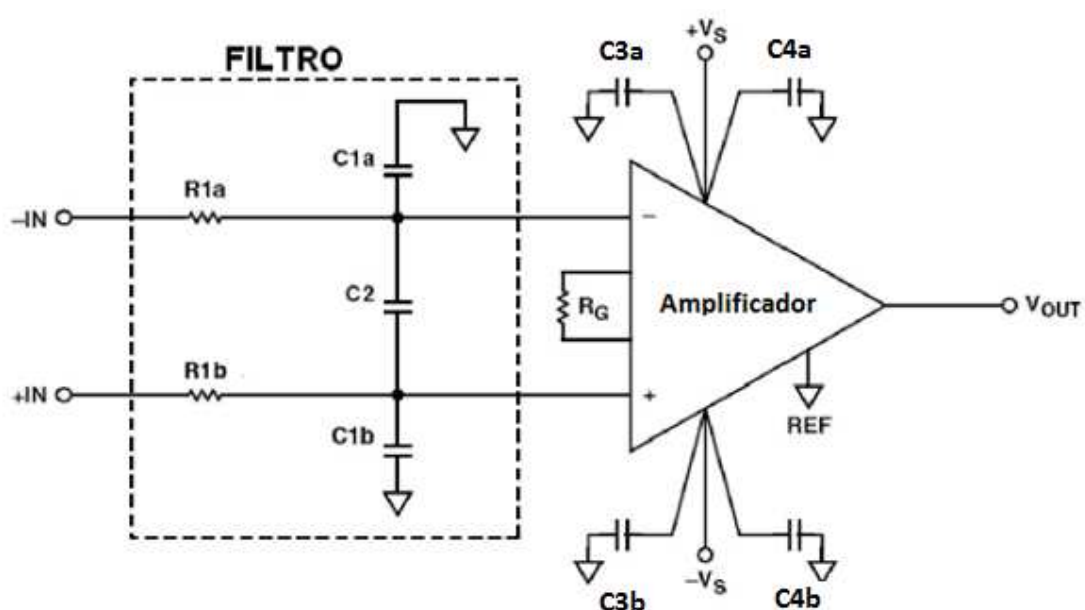 FILTRO
C3a
+VS
C4a
C1a
R1a
–IN
–
C2
RG
Amplificador
VOUT
R1b
+IN
+
C1b
REF
C3b
–VS
C4b